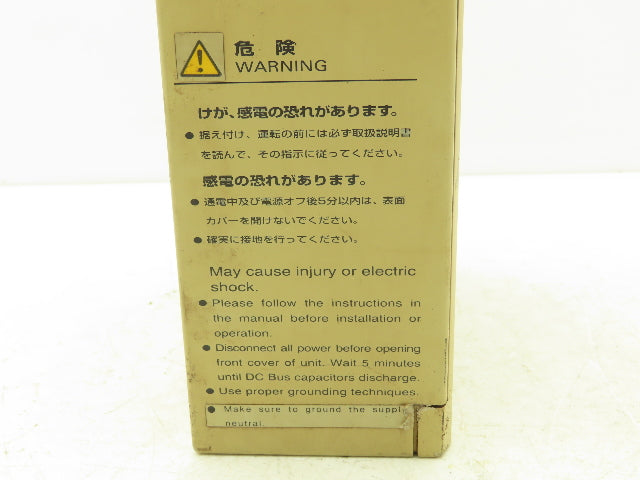 危 険
WARNING
けが、感電の恐れがあります。
● 据え付け、運転の前には必ず取扱説明書
を読んで、その指示に従ってください。
感電の恐れがあります。
● 通電中及び電源オフ後5分以内は、表面
カバーを開けないでください。
● 確実に接地を行ってください。
May cause injury or electric
shock.
● Please follow the instructions in
the manual before installation or
operation.
● Disconnect all power before opening
front cover of unit. Wait 5 minutes
until DC Bus capacitors discharge.
● Use proper grounding techniques.
● Make sure to ground the suppl
neutral.